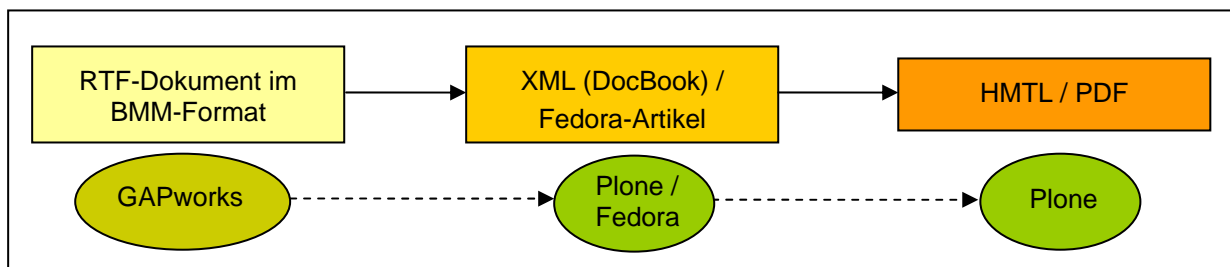 RTF-Dokument im
BMM-Format
XML (DocBook) /
Fedora-Artikel
HMTL / PDF
GAPworks
Plone /
Fedora
Plone